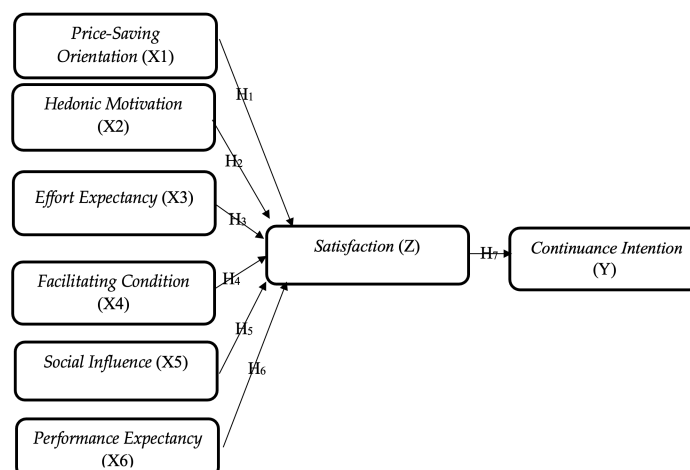 Price-Saving
Orientation (X1)
H1
Hedonic Motivation
(X2)
H2
Effort Expectancy (X3)
H3
Satisfaction (Z)
H7
Continuance Intention
(Y)
Facilitating Condition
(X4)
H4
Social Influence (X5)
H5
H6
Performance Expectancy
(X6)